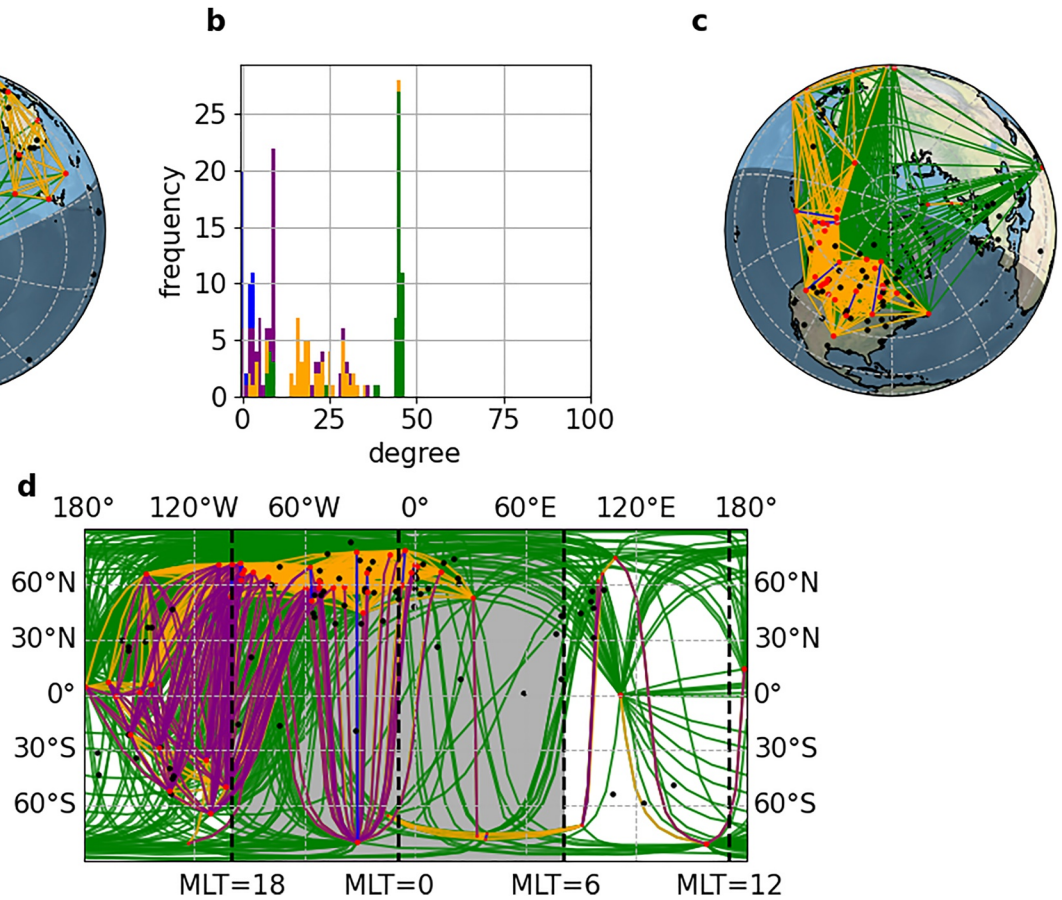 b
c
25
20
15
10
5
0
frequency
0 25 50 75 100
degree
d
180° 120°W 60°W 0° 60°E 120°E 180°
60°N 60°N
30°N 30°N
0° 0°
30°S 30°S
60°S 60°S
MLT=18 MLT=0 MLT=6 MLT=12